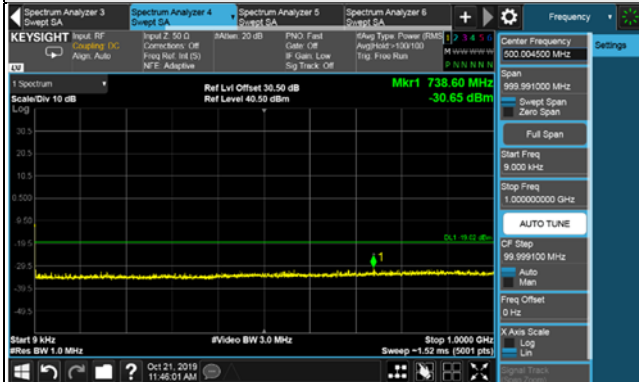 Spectrum Analyzer 3
Swept SA
Spectrum Analyzer 4
Swept SA
Spectrum Analyzer 5
Swept SA
Spectrum Analyzer 6
Swept SA
+
Frequency
KEYSIGHT
Input: RF
Coupling: DC
Align: Auto
Input Z: 50 Ω
Corrections: Off
Freq Ref: Int (S)
NFE: Adaptive
#Atten: 20 dB
PNO: Fast
Gate: Off
IF Gain: Low
Sig Track: Off
#Avg Type: Power (RMS
Avg|Hold:>100/100
Trig: Free Run
1 2 3 4 5 6
M W W W W W
P N N N N N
LXI
1 Spectrum
Scale/Div 10 dB
Log
Ref Lvl Offset 30.50 dB
Ref Level 40.50 dBm
Mkr1 738.60 MHz
-30.65 dBm
30.5
20.5
10.5
0.500
-9.50
-19.5
-29.5
-39.5
-49.5
DL1 -19.02 dBm
1
Start 9 kHz
#Res BW 1.0 MHz
#Video BW 3.0 MHz
Stop 1.0000 GHz
Sweep ~1.52 ms (5001 pts)
Oct 21, 2019
11:46:01 AM
Center Frequency
500.004500 MHz
Settings
Span
999.991000 MHz
Swept Span
Zero Span
Full Span
Start Freq
9.000 kHz
Stop Freq
1.000000000 GHz
AUTO TUNE
CF Step
99.999100 MHz
Auto
Man
Freq Offset
0 Hz
X Axis Scale
Log
Lin
Signal Track